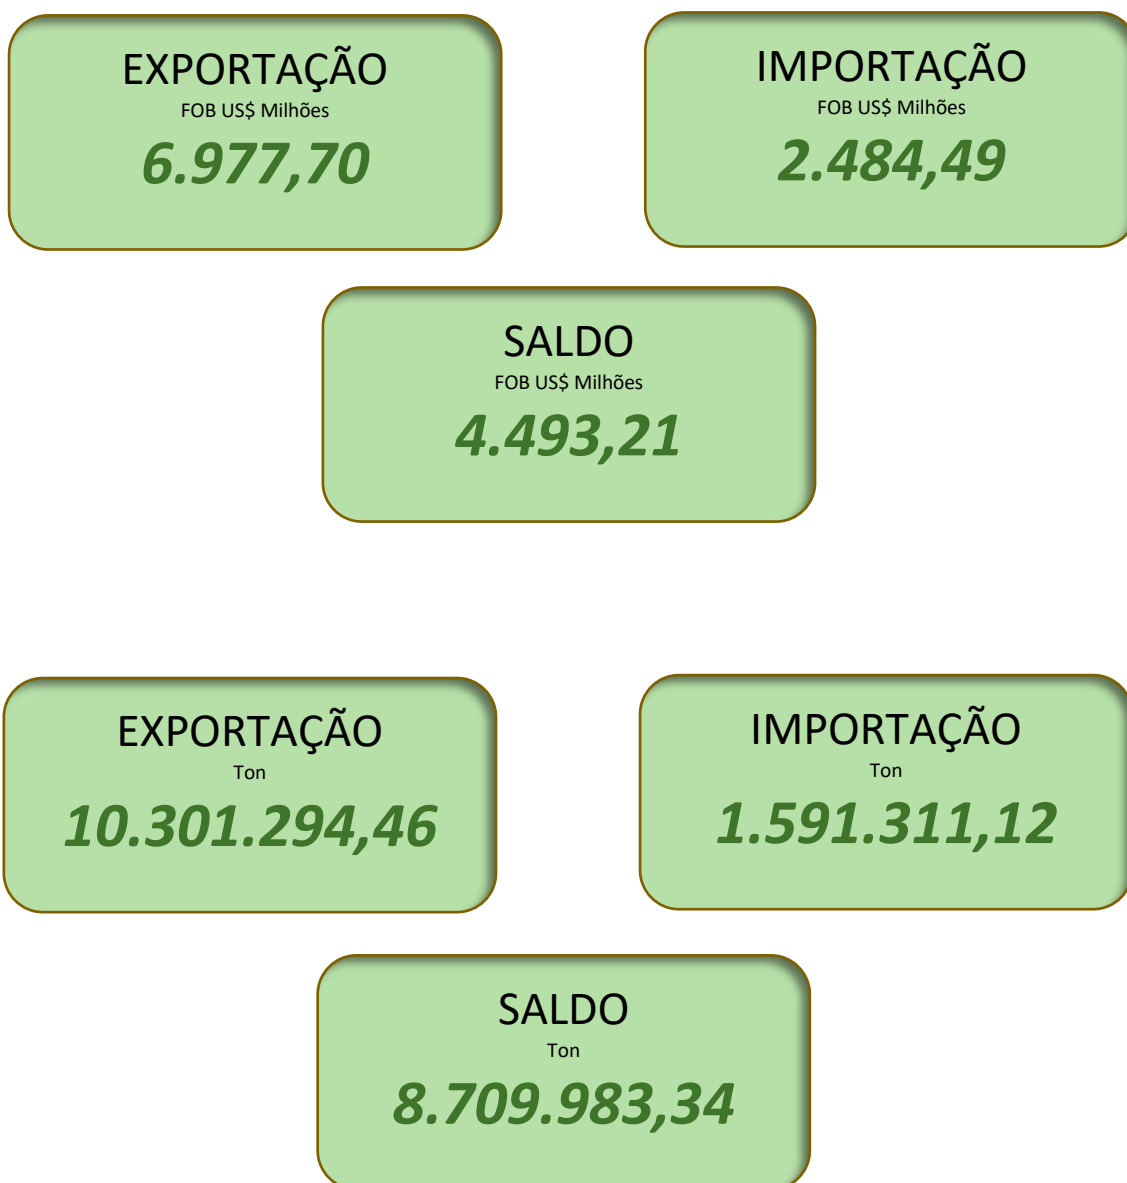 EXPORTAÇÃO
FOB US$ Milhões
6.977,70
IMPORTAÇÃO
FOB US$ Milhões
2.484,49
SALDO
FOB US$ Milhões
4.493,21
EXPORTAÇÃO
Ton
10.301.294,46
IMPORTAÇÃO
Ton
1.591.311,12
SALDO
Ton
8.709.983,34